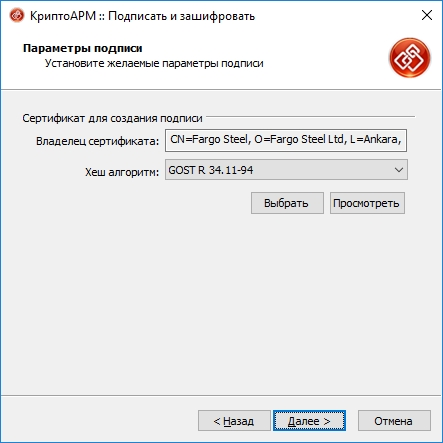 КриптоАРМ :: Подписать и зашифровать
Параметры подписи
Установите желаемые параметры подписи
Сертификат для создания подписи
Владелец сертификата: CN=Fargo Steel, O=Fargo Steel Ltd, L=Ankara,
Хеш алгоритм: GOST R 34.11-94
Выбрать Просмотреть
< Назад Далее > Отмена